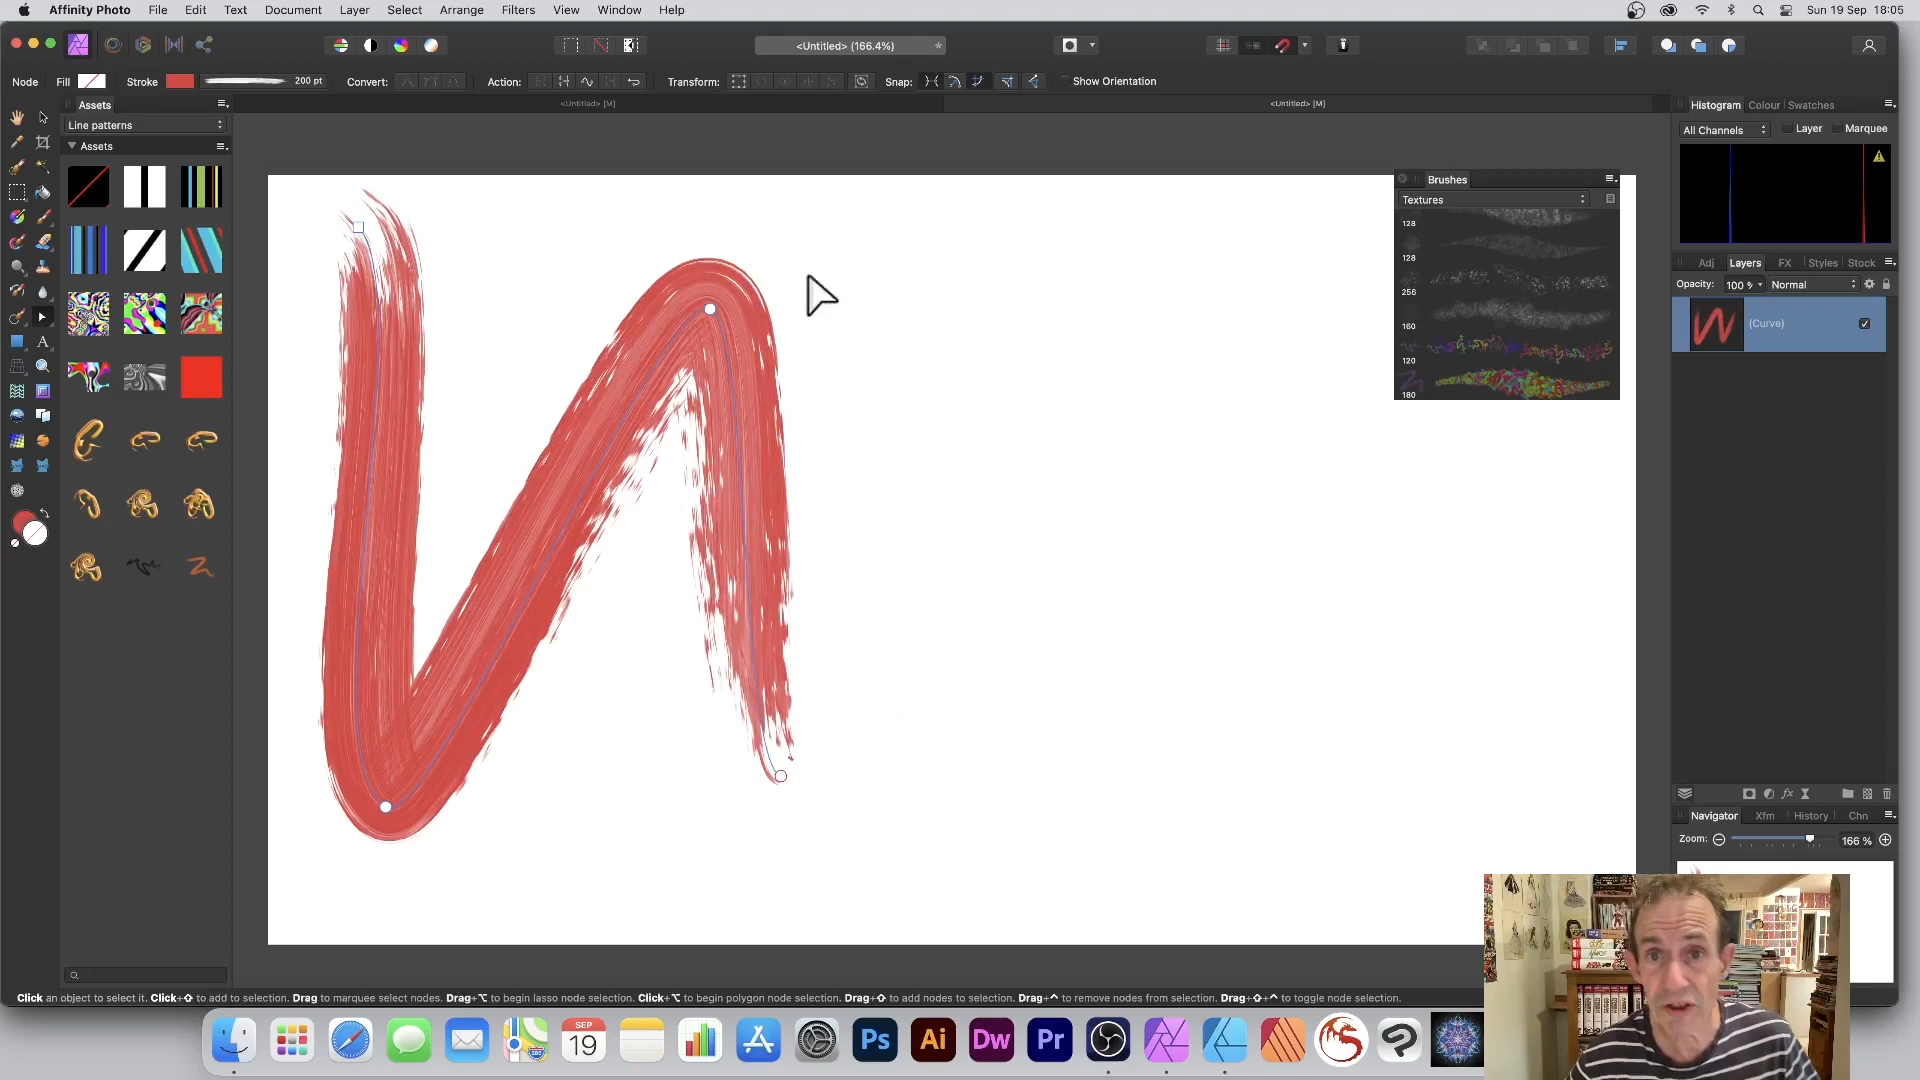 Affinity Photo File Edit Text Document Layer Select Arrange Filters View Window Help Sun 19 Sep 18:05
<Untitled> (166.4%) *
Node Fill Stroke 200 pt Convert: Action: Transform: Snap: Show Orientation
Assets
<Untitled> [M] <Untitled> [M]
Histogram Colour Swatches
Line patterns
All Channels Layer Marquee
Assets
Brushes
Textures
128
128
256
160
120
180
Adj Layers FX Styles Stock
Opacity: 100 % Normal
(Curve)
A
fx
Navigator Xfm History Chn
Zoom: 166 %
Click an object to select it. Click+⇧ to add to selection. Drag to marquee select nodes. Drag+⌥ to begin lasso node selection. Click+⌥ to begin polygon node selection. Drag+⇧ to add nodes to selection. Drag+^ to remove nodes from selection. Drag+⇧+^ to toggle node selection.
SEP
19
280
Ps
Ai
Dw
Pr